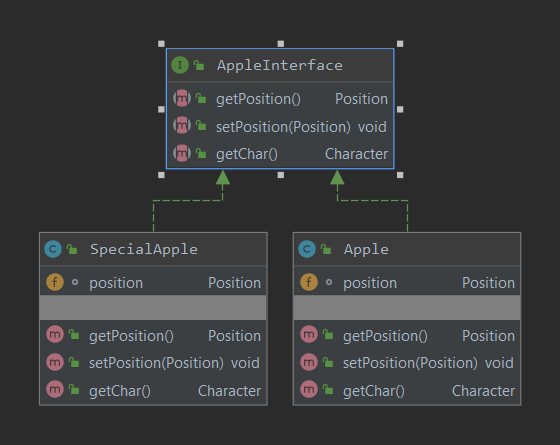 I AppleInterface
m getPosition() Position
m setPosition(Position) void
m getChar() Character
C SpecialApple
f position Position
m getPosition() Position
m setPosition(Position) void
m getChar() Character
C Apple
f position Position
m getPosition() Position
m setPosition(Position) void
m getChar() Character